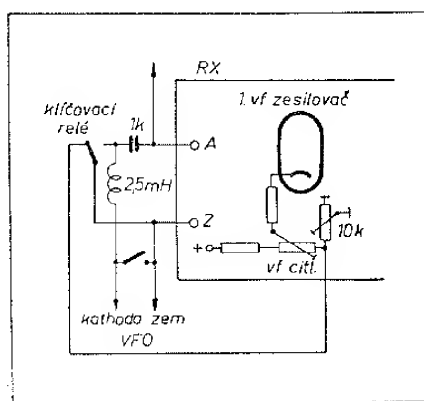 RX
klíčovací
relé
1k
A
1. vf zesilovač
2,5mH
Z
10k
+
vf citl.
kathoda zem
VFO